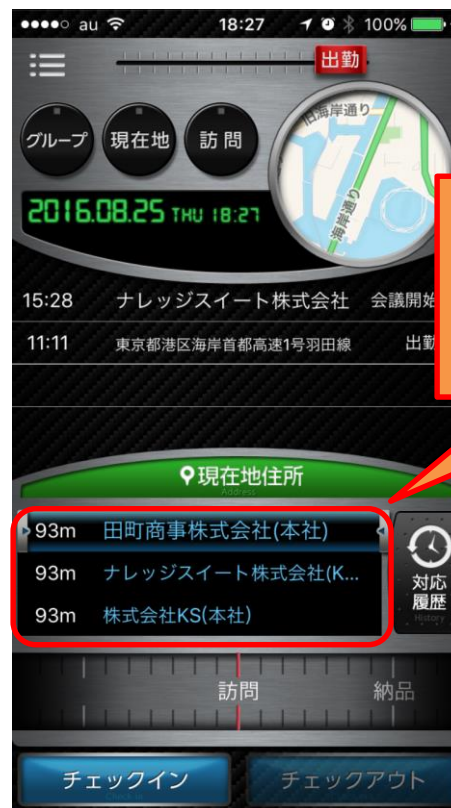 au 18:27 100%
出勤
グループ 現在地 訪問
旧海岸通り
海岸通り
2016.08.25 THU 18:27
15:28 ナレッジスイート株式会社 会議開始
11:11 東京都港区海岸首都高速1号羽田線 出勤
現在地住所
Address
93m 田町商事株式会社(本社)
93m ナレッジスイート株式会社(K...
93m 株式会社KS(本社)
対応
履歴
History
訪問 納品
チェックイン チェックアウト